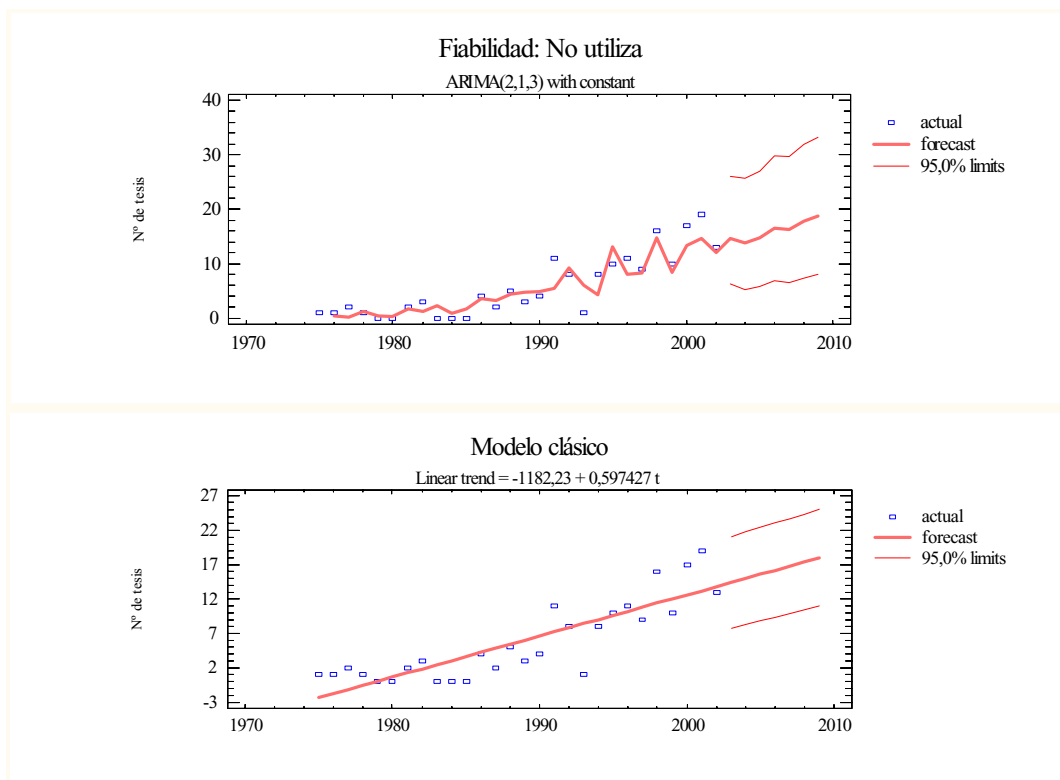 Fiabilidad: No utiliza
ARIMA(2,1,3) with constant
40
30
20
10
0
Nº de tesis
1970 1980 1990 2000 2010
actual
forecast
95,0% limits
Modelo clásico
Linear trend = -1182,23 + 0,597427 t
27
22
17
12
7
2
-3
Nº de tesis
1970 1980 1990 2000 2010
actual
forecast
95,0% limits